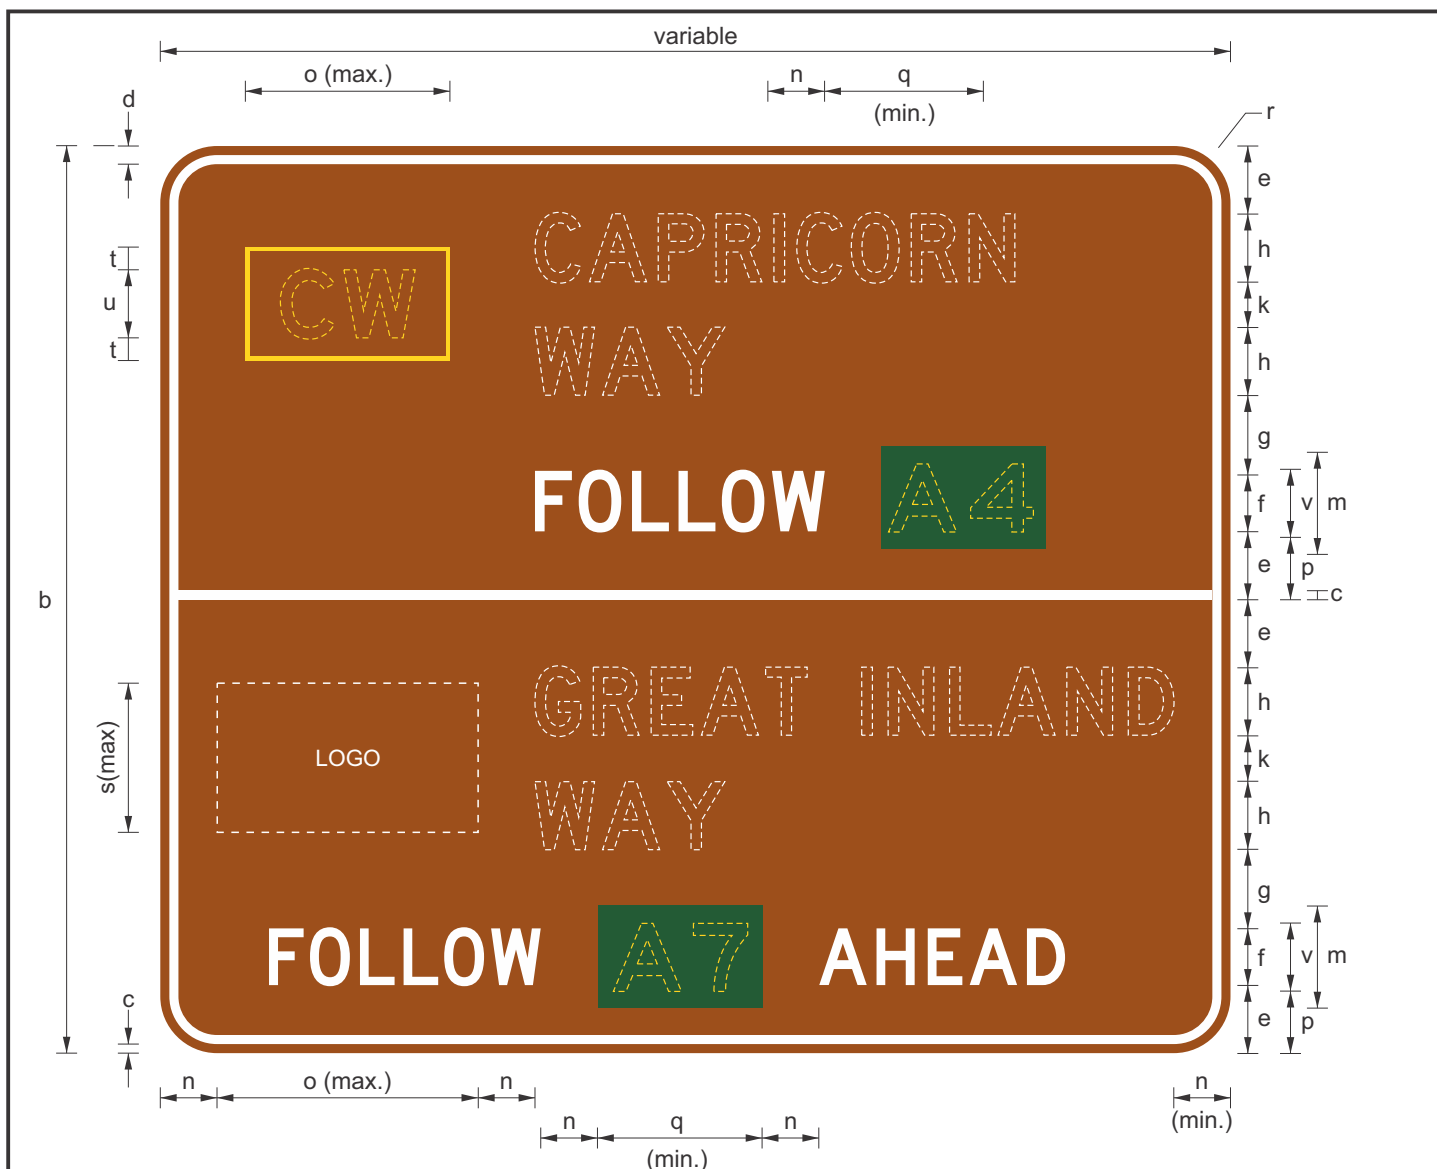 variable
o (max.)
n
q
(min.)
d
r
e
CAPRICORN
h
t
CW
u
k
t
WAY
h
g
FOLLOW A4
f
v
m
e
p
c
b
e
GREAT INLAND
h
s(max)
LOGO
k
WAY
h
g
FOLLOW A7 AHEAD
f
v
m
c
e
p
n
o (max.)
n
n
(min.)
n
q
n
(min.)